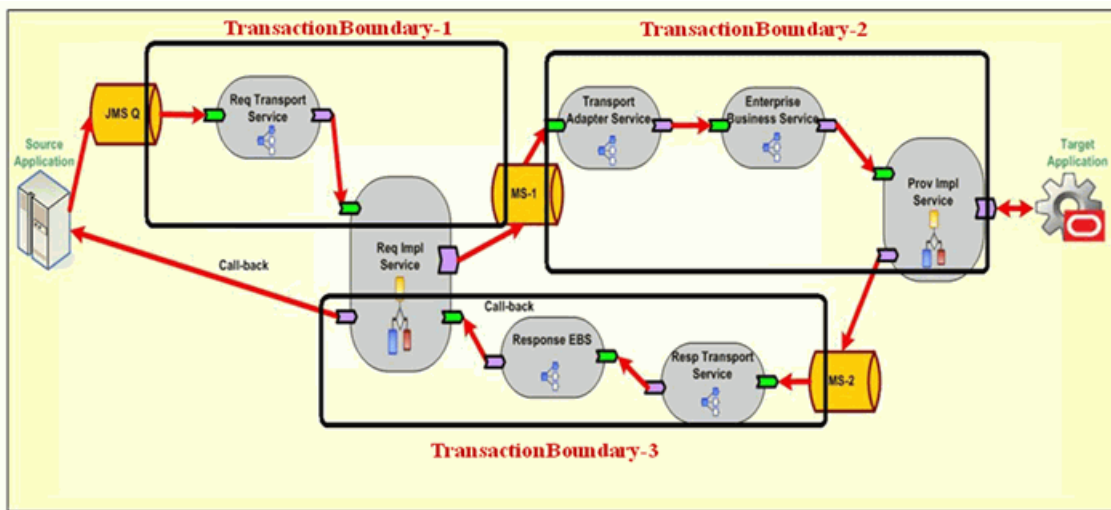 TransactionBoundary-1
TransactionBoundary-2
JMS Q
Req Transport
Service
Transport
Adapter Service
Enterprise
Business Service
Source
Application
Target
Application
MS-1
Prov Impl
Service
Req Impl
Service
Call-back
Call-back
Response EBS
Resp Transport
Service
MS-2
TransactionBoundary-3